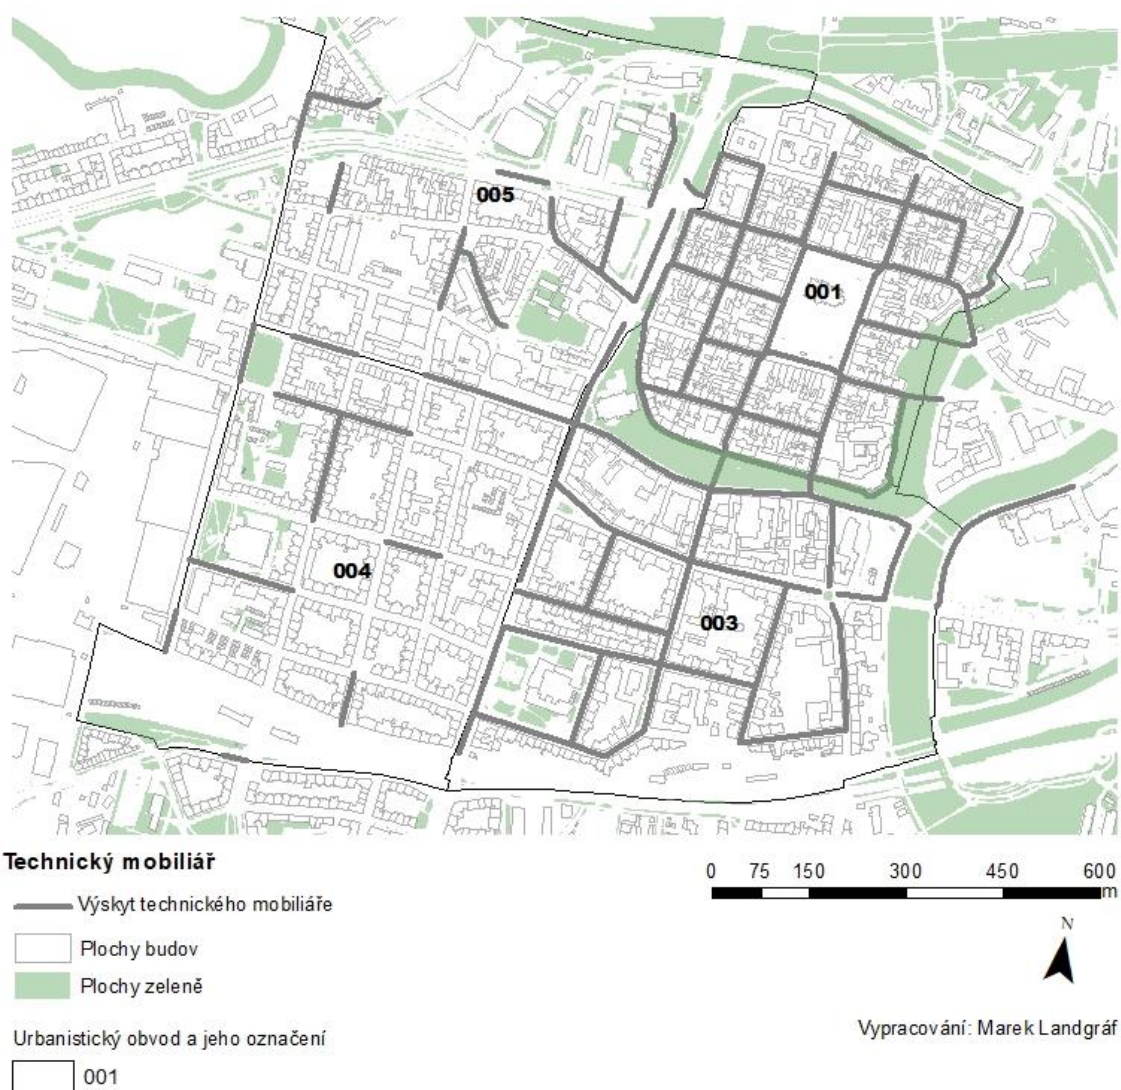 005
001
004
003
Technický mobiliář
Výskyt technického mobiliáře
Plochy budov
Plochy zeleně
Urbanistický obvod a jeho označení
001
0 75 150 300 450 600
m
N
Vypracování: Marek Landgráf